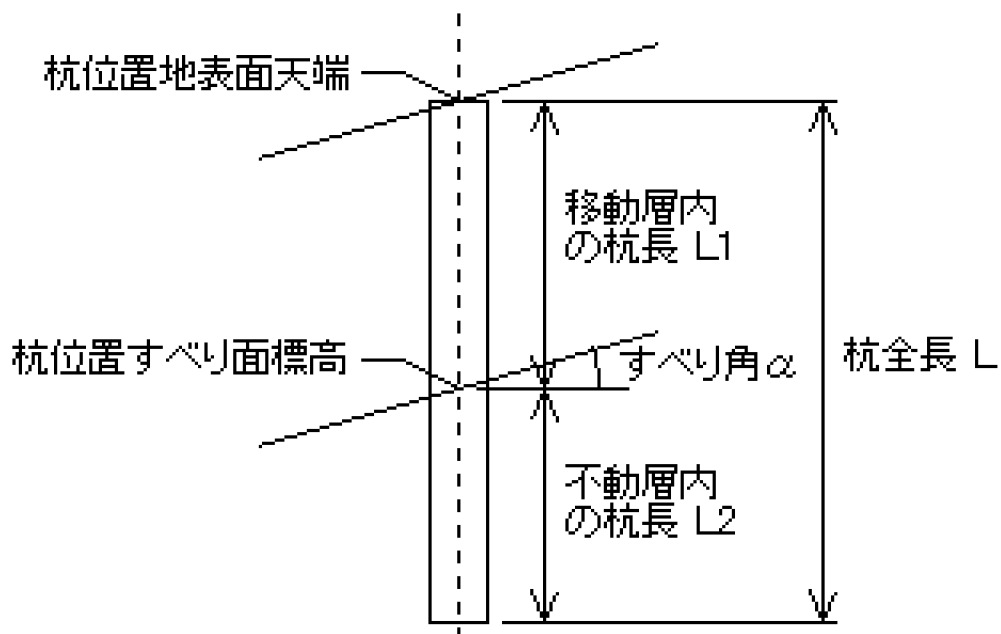 杭位置地表面天端
移動層内
の杭長 L1
杭位置すべり面標高
すべり角α
杭全長 L
不動層内
の杭長 L2